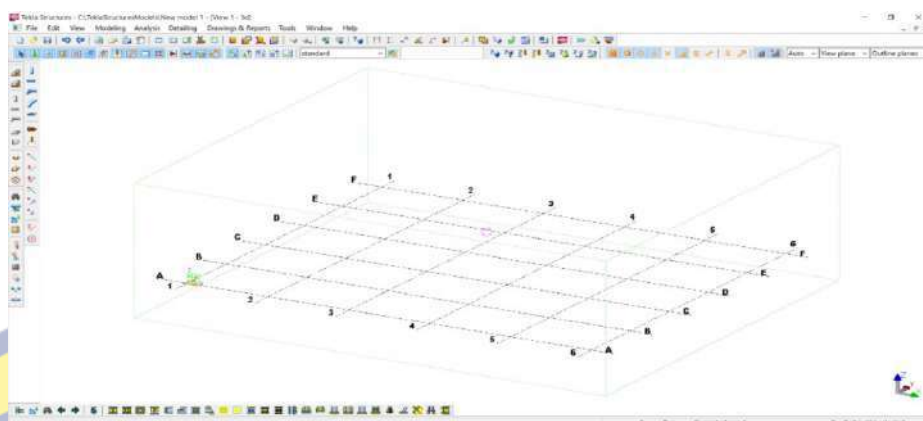 Tekla Structures - C:\TeklaStructuresModels\New model 1 - [View 1 - 3d]
File Edit View Modeling Analysis Detailing Drawings & Reports Tools Window Help
standard Auto View plane Outline planes
F 1
2
E
3
D
4
C
5
B
6
F
A
1
E
2
D
3
C
4
B
5
6 A